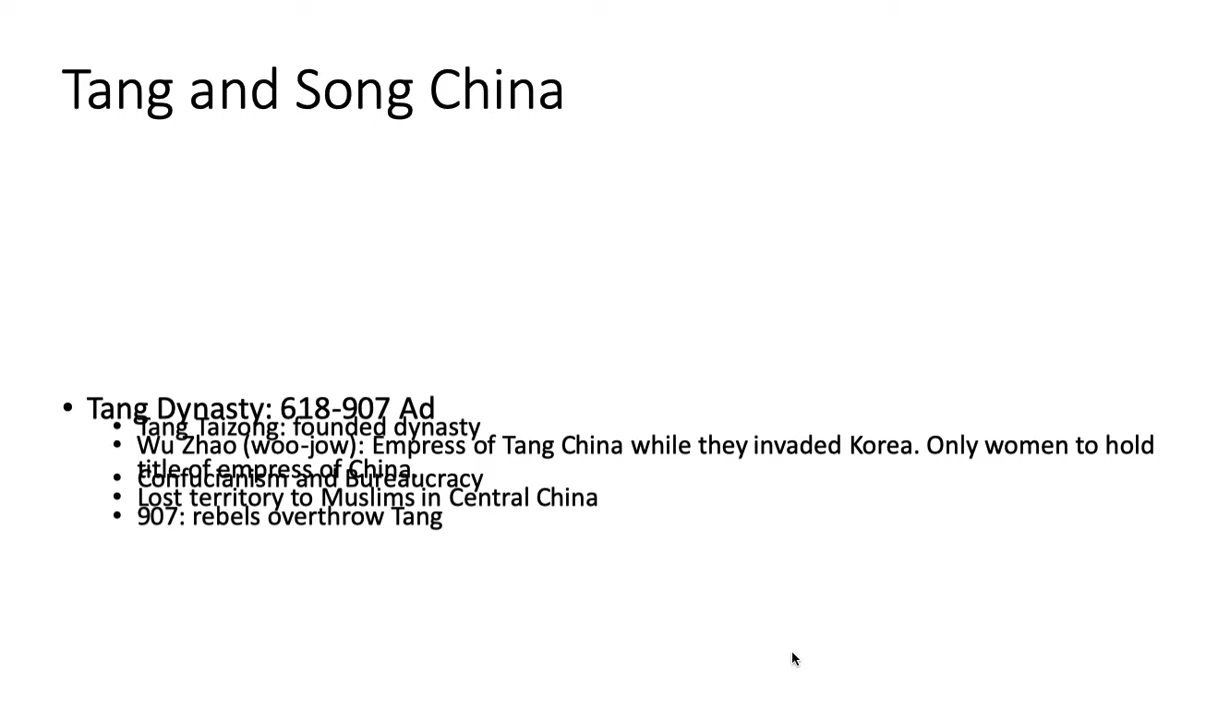 Tang and Song China
• Tang Dynasty: 618-907 Ad
• Tang Taizong: founded dynasty
• Wu Zhao (woo-jow): Empress of Tang China while they invaded Korea. Only women to hold
title of empress of China.
• Confucianism and Bureaucracy
• Lost territory to Muslims in Central China
• 907: rebels overthrow Tang